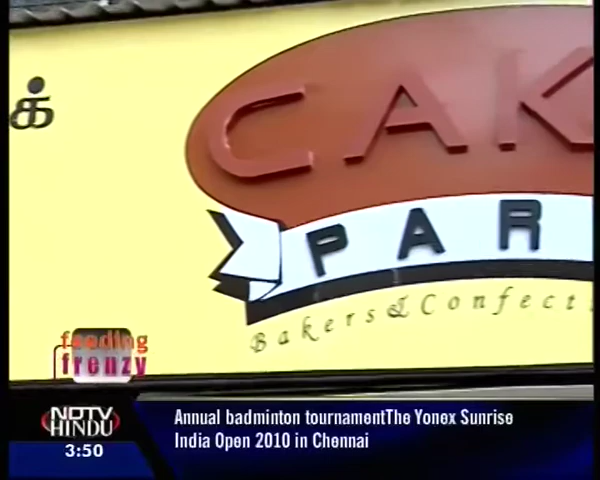 க்
CAK
PAR
Bakers & Confect
feeding
frenzy
NDTV
HINDU
3:50
Annual badminton tournamentThe Yonex Sunrise
India Open 2010 in Chennai